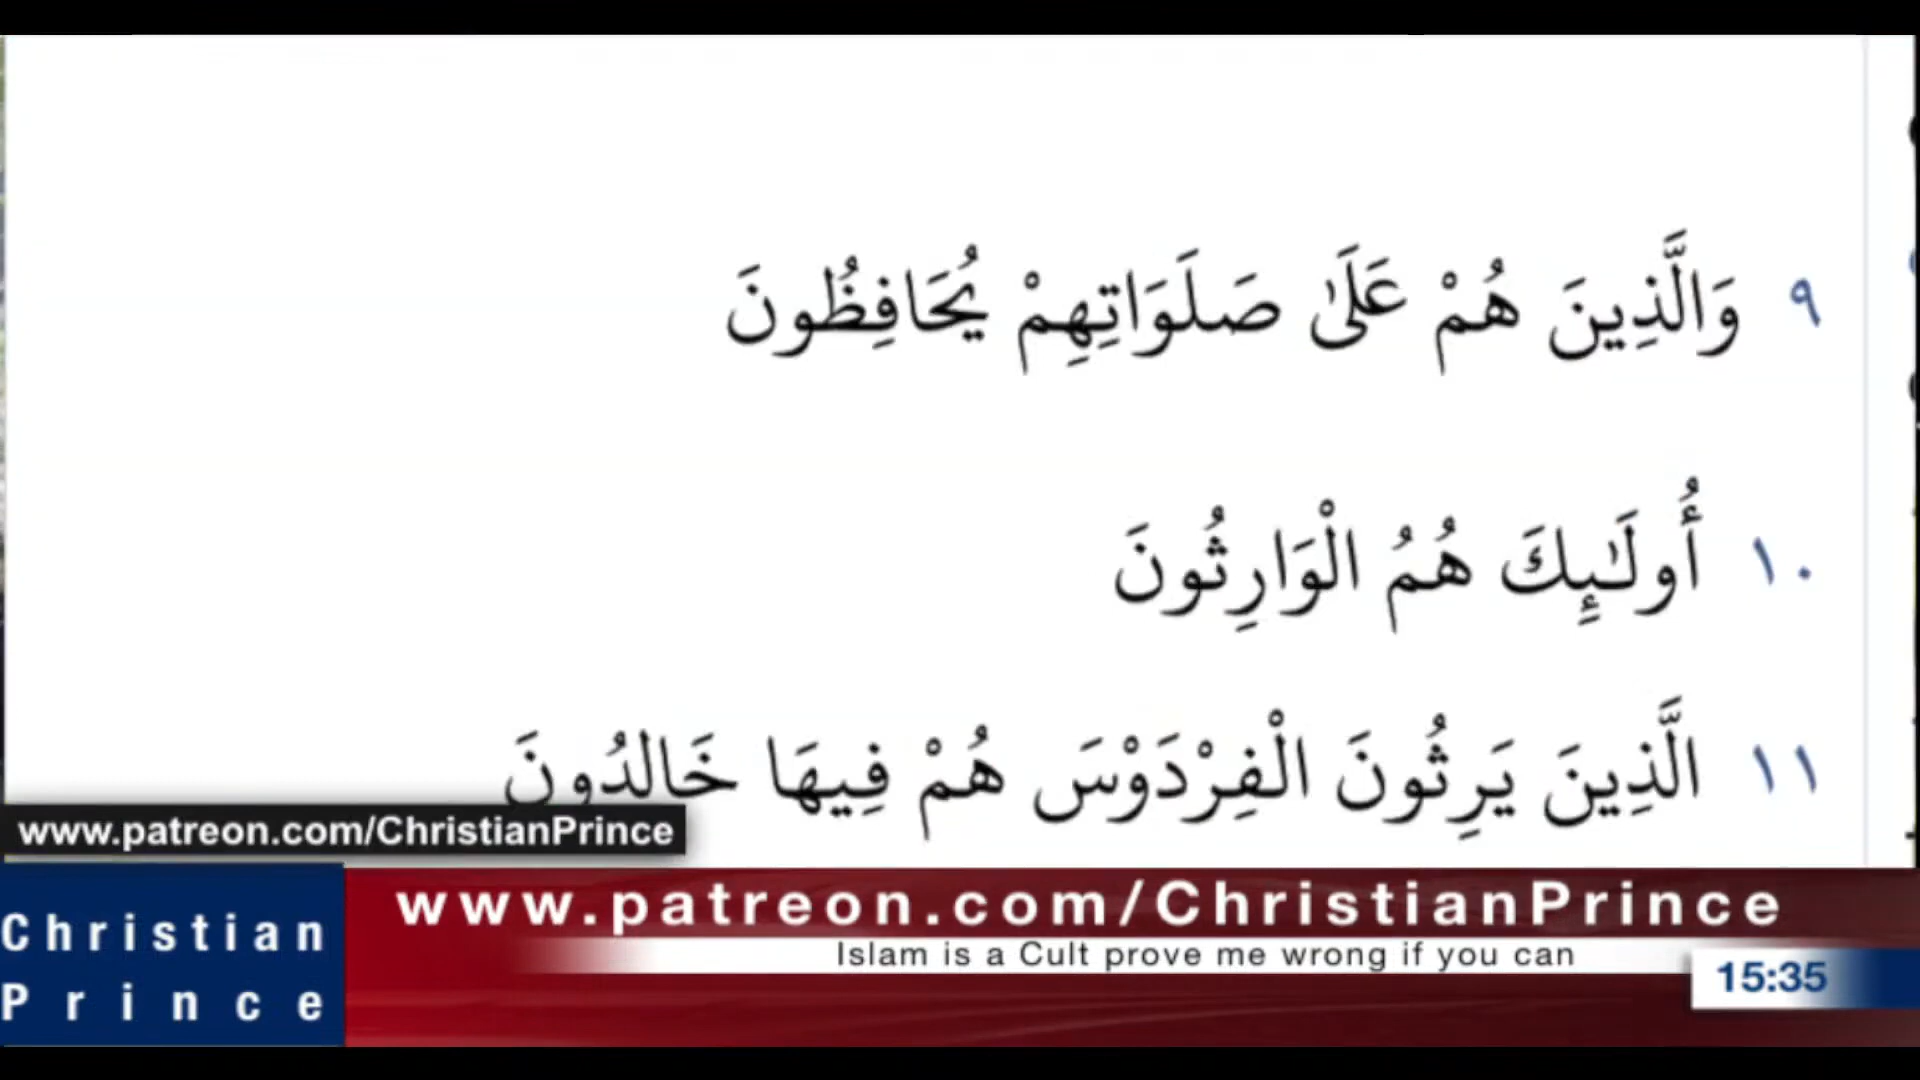 ٩ وَالَّذِينَ هُمْ عَلَىٰ صَلَوَاتِهِمْ يُحَافِظُونَ
١٠ أُولَـٰئِكَ هُمُ الْوَارِثُونَ
١١ الَّذِينَ يَرِثُونَ الْفِرْدَوْسَ هُمْ فِيهَا خَالِدُونَ
www.patreon.com/ChristianPrince
www.patreon.com/ChristianPrince
Islam is a Cult prove me wrong if you can
Christian
Prince
15:35